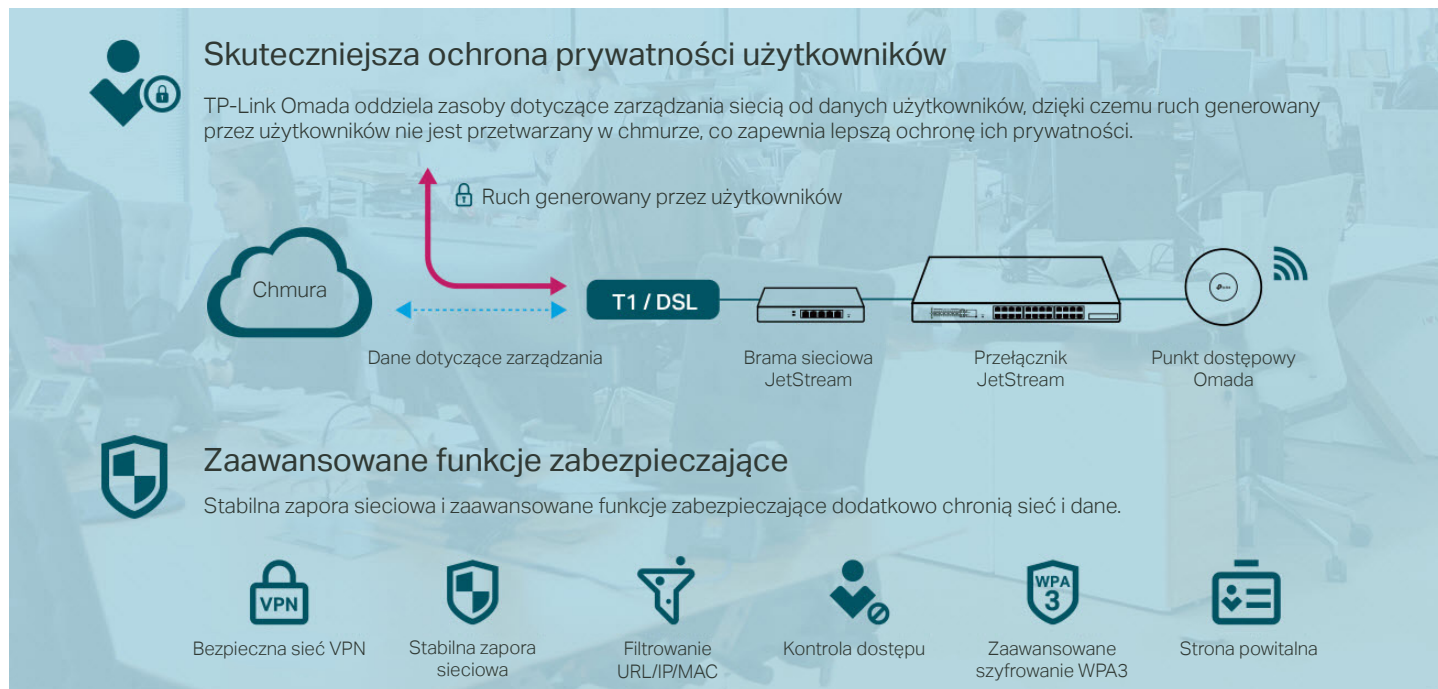 Skuteczniejsza ochrona prywatności użytkowników
TP-Link Omada oddziela zasoby dotyczące zarządzania siecią od danych użytkowników, dzięki czemu ruch generowany
przez użytkowników nie jest przetwarzany w chmurze, co zapewnia lepszą ochronę ich prywatności.
Ruch generowany przez użytkowników
Chmura
T1 / DSL
tp-link
Dane dotyczące zarządzania
Brama sieciowa
JetStream
Przełącznik
JetStream
Punkt dostępowy
Omada
Zaawansowane funkcje zabezpieczające
Stabilna zapora sieciowa i zaawansowane funkcje zabezpieczające dodatkowo chronią sieć i dane.
VPN
WPA
3
Bezpieczna sieć VPN
Stabilna zapora
sieciowa
Filtrowanie
URL/IP/MAC
Kontrola dostępu
Zaawansowane
szyfrowanie WPA3
Strona powitalna